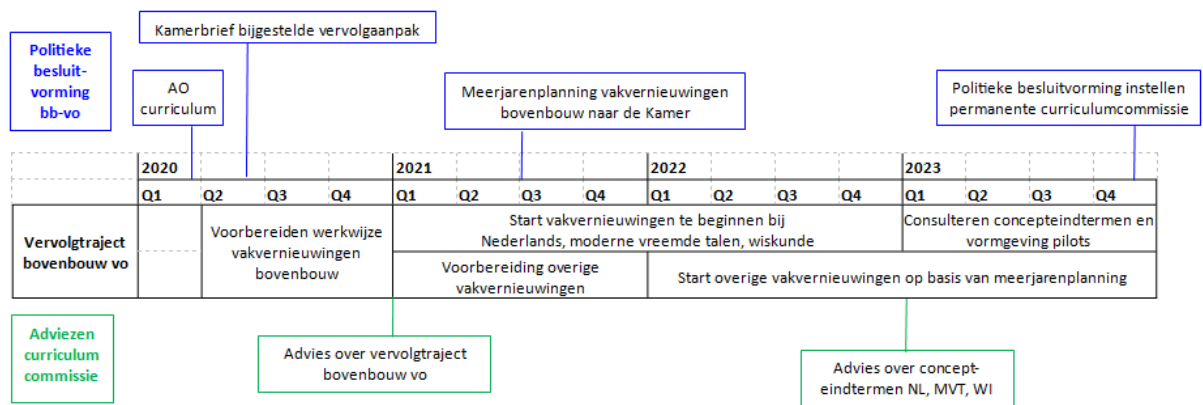 Kamerbrief bijgestelde vervolgaanpak
Politieke
besluit-
vorming
bb-vo
AO
curriculum
Meerjarenplanning vakvernieuwingen
bovenbouw naar de Kamer
Politieke besluitvorming instellen
permanente curriculumcommissie
2020 2021 2022 2023
Q1 Q2 Q3 Q4 Q1 Q2 Q3 Q4 Q1 Q2 Q3 Q4 Q1 Q2 Q3 Q4
Vervolgtraject
bovenbouw vo
Voorbereiden werkwijze
vakvernieuwingen
bovenbouw
Start vakvernieuwingen te beginnen bij
Nederlands, moderne vreemde talen, wiskunde
Consulteren concepteindtermen en
vormgeving pilots
Voorbereiding overige
vakvernieuwingen
Start overige vakvernieuwingen op basis van meerjarenplanning
Adviezen
curriculum
commissie
Advies over vervolgtraject
bovenbouw vo
Advies over concept-
eindtermen NL, MVT, WI